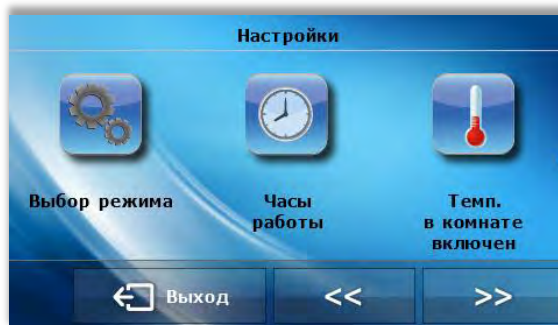 Настройки
Выбор режима
Часы
работы
Темп.
в комнате
включен
Выход
<<
>>